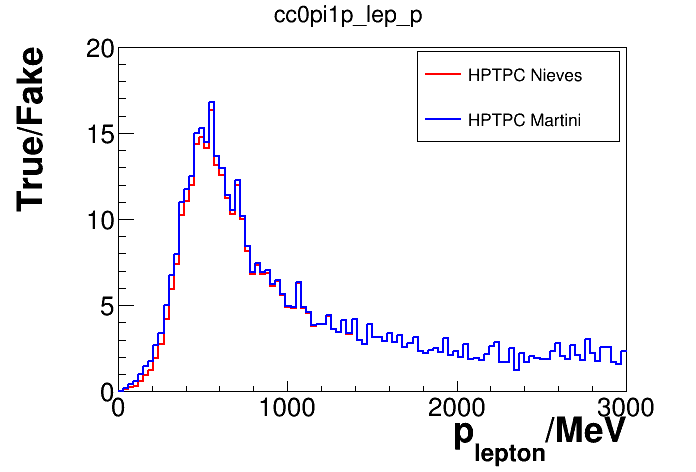 cc0pi1p_lep_p
True/Fake
20
15
10
5
0
HPTPC Nieves
HPTPC Martini
0 1000 2000 3000
p_lepton/MeV